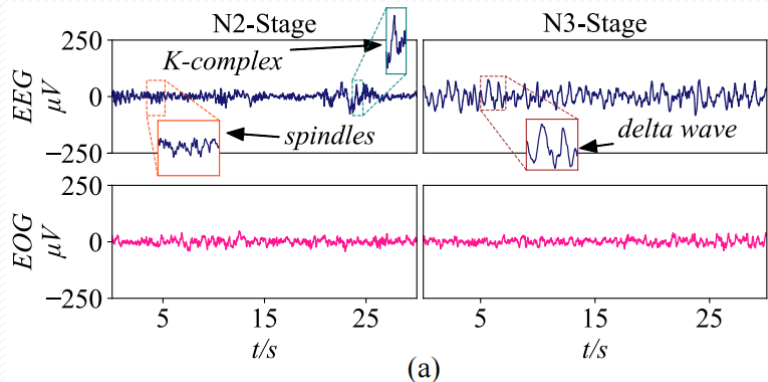 N2-Stage N3-Stage
250
0
−250
EEG
μV
K-complex
spindles
delta wave
250
0
−250
EOG
μV
5 15 25 5 15 25
t/s t/s
(a)